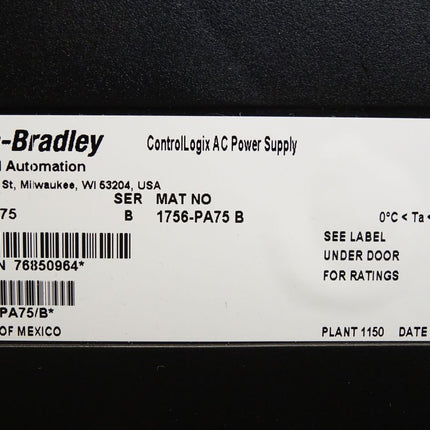 -Bradley ControlLogix AC Power Supply
Automation
St, Milwaukee, WI 53204, USA
SER MAT NO
75 B 1756-PA75 B 0°C < Ta <
SEE LABEL
UNDER DOOR
N 76850964* FOR RATINGS
PA75/B*
OF MEXICO PLANT 1150 DATE